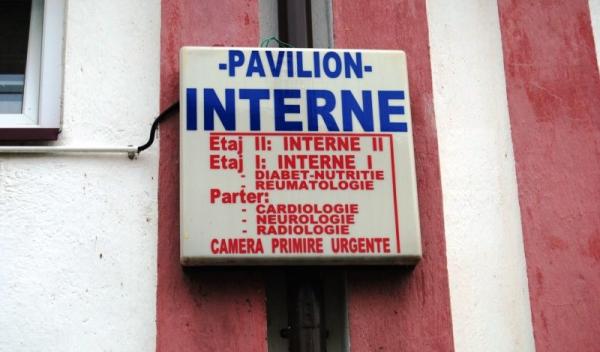 -PAVILION-
INTERNE
Etaj II: INTERNE II
Etaj I: INTERNE I
- DIABET-NUTRITIE
- REUMATOLOGIE
Parter:
- CARDIOLOGIE
- NEUROLOGIE
- RADIOLOGIE
CAMERA PRIMIRE URGENTE